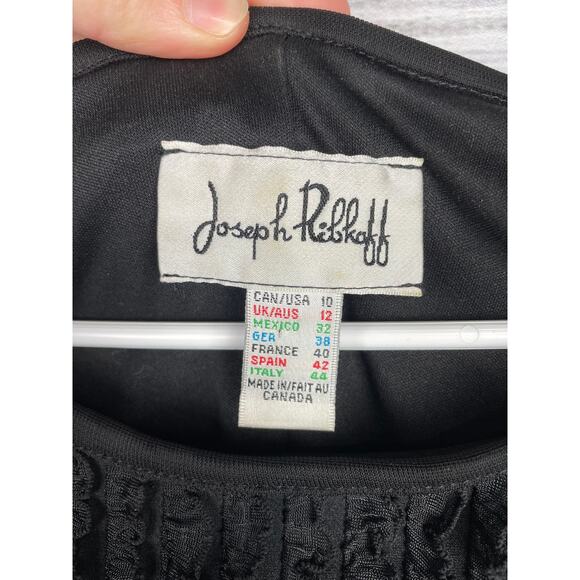 Joseph Ribkoff
CAN/USA 10
UK/AUS 12
MEXICO 32
GER 38
FRANCE 40
SPAIN 42
ITALY 44
MADE IN/FAIT AU
CANADA